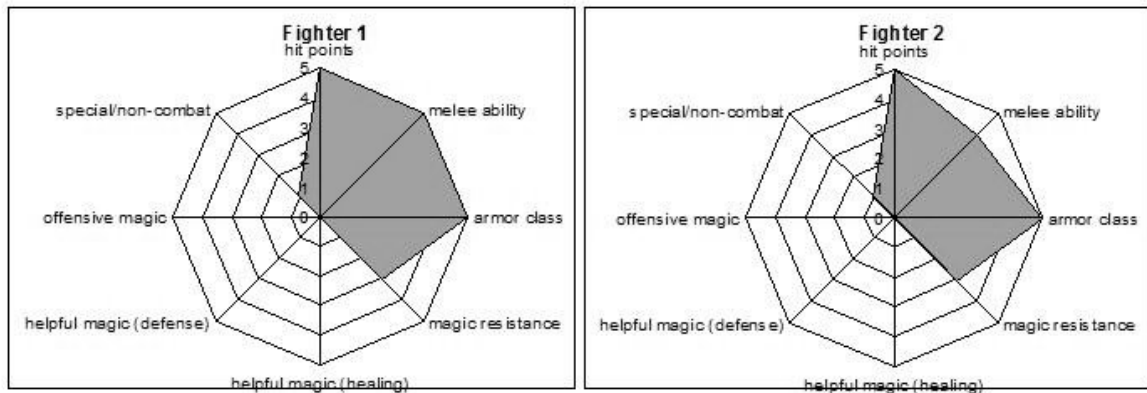 Fighter 1
hit points
5
special/non-combat
4
melee ability
3
2
1
offensive magic
0
armor class
helpful magic (defense)
magic resistance
helpful magic (healing)
Fighter 2
hit points
5
special/non-combat
4
melee ability
3
2
1
offensive magic
0
armor class
helpful magic (defense)
magic resistance
helpful magic (healing)